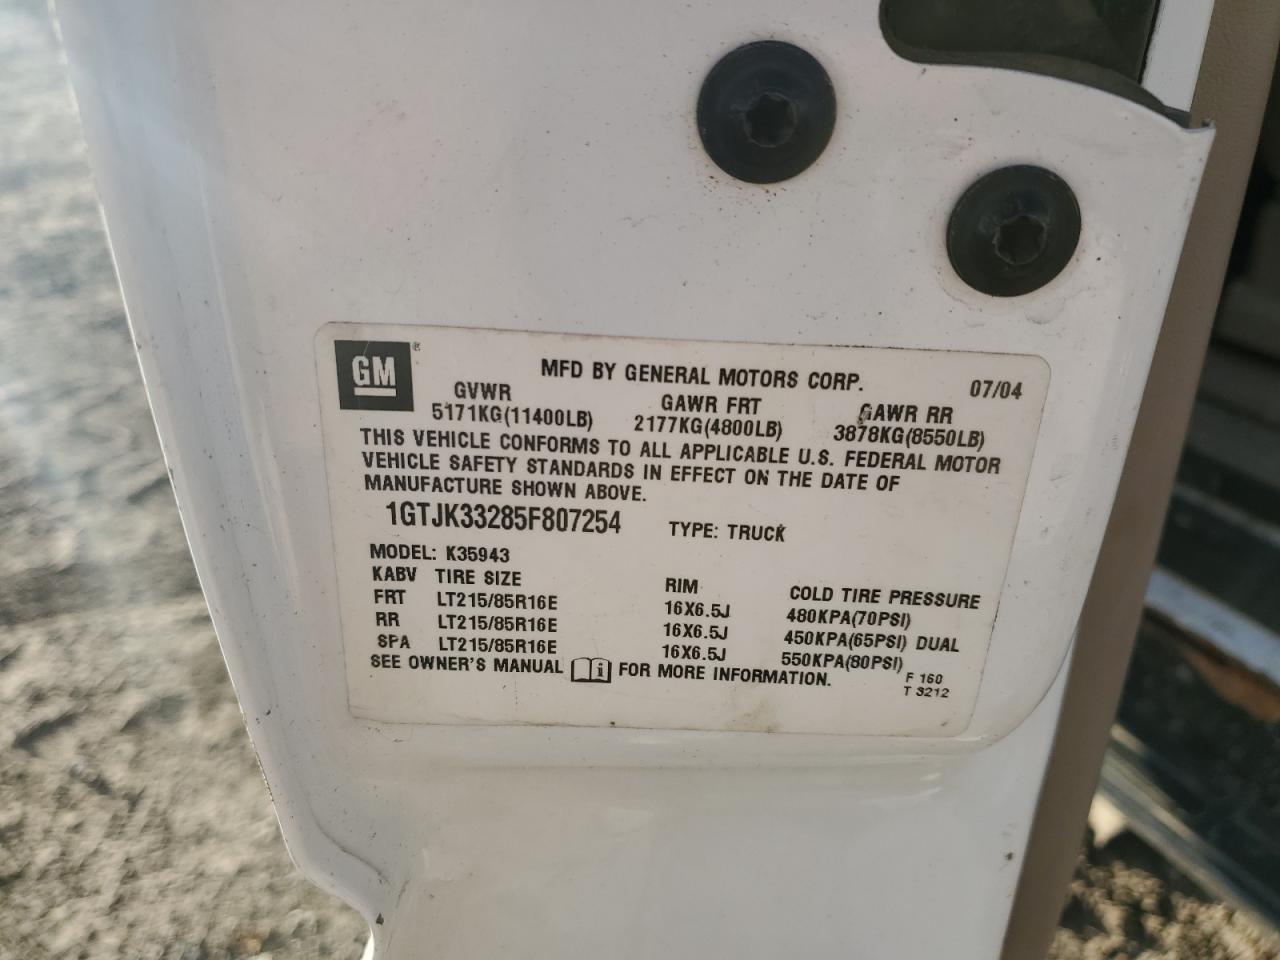 GM®
MFD BY GENERAL MOTORS CORP. 07/04
GVWR GAWR FRT GAWR RR
5171KG(11400LB) 2177KG(4800LB) 3878KG(8550LB)
THIS VEHICLE CONFORMS TO ALL APPLICABLE U.S. FEDERAL MOTOR
VEHICLE SAFETY STANDARDS IN EFFECT ON THE DATE OF
MANUFACTURE SHOWN ABOVE.
1GTJK33285F807254 TYPE: TRUCK
MODEL: K35943
KABV TIRE SIZE RIM COLD TIRE PRESSURE
FRT LT215/85R16E 16X6.5J 480KPA(70PSI)
RR LT215/85R16E 16X6.5J 450KPA(65PSI) DUAL
SPA LT215/85R16E 16X6.5J 550KPA(80PSI)
SEE OWNER'S MANUAL i FOR MORE INFORMATION. F 160
T 3212